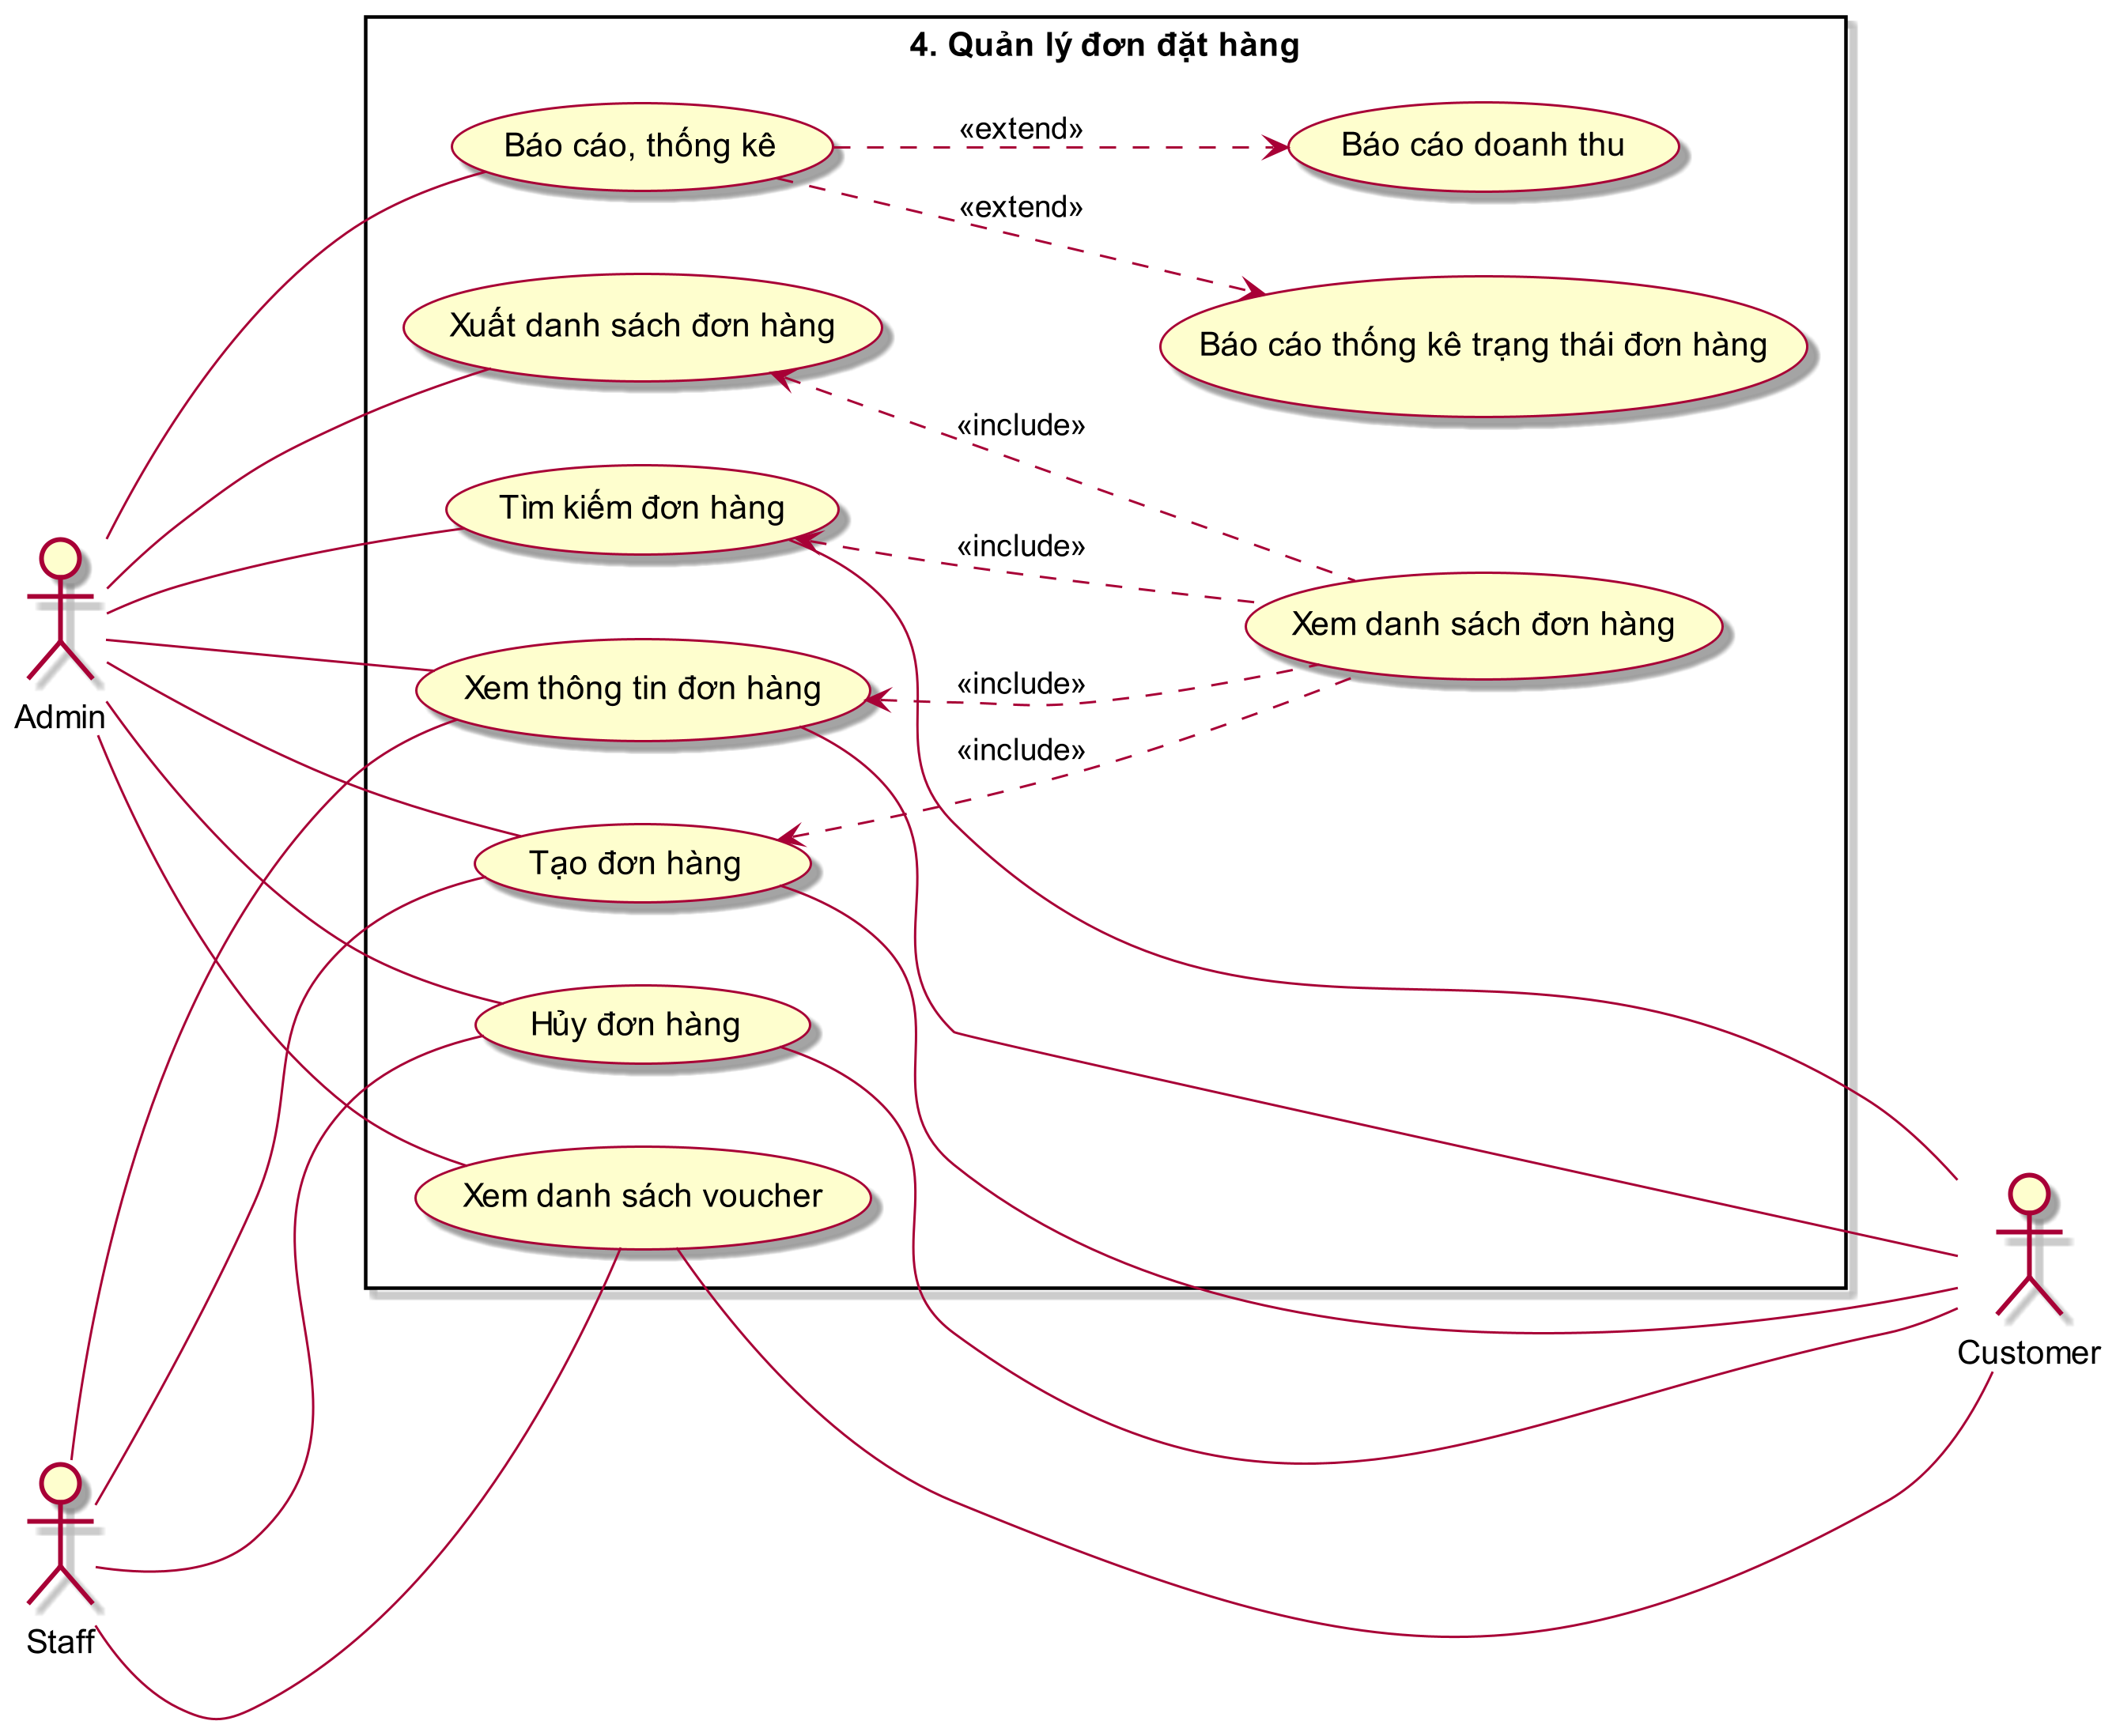 4. Quản lý đơn đặt hàng
Báo cáo, thống kê
«extend»
Báo cáo doanh thu
«extend»
Xuất danh sách đơn hàng
Báo cáo thống kê trạng thái đơn hàng
«include»
Tìm kiếm đơn hàng
«include»
Xem danh sách đơn hàng
Xem thông tin đơn hàng
«include»
Admin
«include»
Tạo đơn hàng
Hủy đơn hàng
Xem danh sách voucher
Customer
Staff